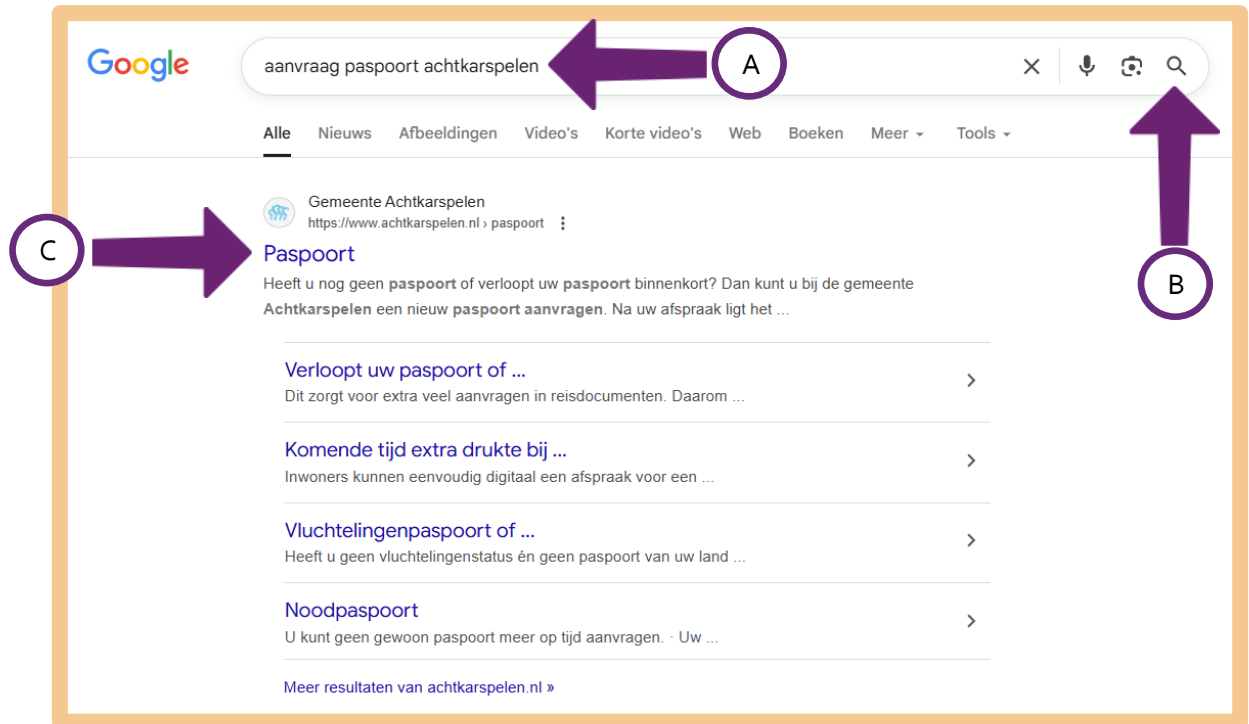 Google
aanvraag paspoort achtkarspelen
A
Alle Nieuws Afbeeldingen Video's Korte video's Web Boeken Meer Tools
Gemeente Achtkarspelen
https://www.achtkarspelen.nl › paspoort
C
Paspoort
B
Heeft u nog geen paspoort of verloopt uw paspoort binnenkort? Dan kunt u bij de gemeente
Achtkarspelen een nieuw paspoort aanvragen. Na uw afspraak ligt het ...
Verloopt uw paspoort of ...
Dit zorgt voor extra veel aanvragen in reisdocumenten. Daarom ...
Komende tijd extra drukte bij ...
Inwoners kunnen eenvoudig digitaal een afspraak voor een ...
Vluchtelingenpaspoort of ...
Heeft u geen vluchtelingenstatus én geen paspoort van uw land ...
Noodpaspoort
U kunt geen gewoon paspoort meer op tijd aanvragen. · Uw ...
Meer resultaten van achtkarspelen.nl »